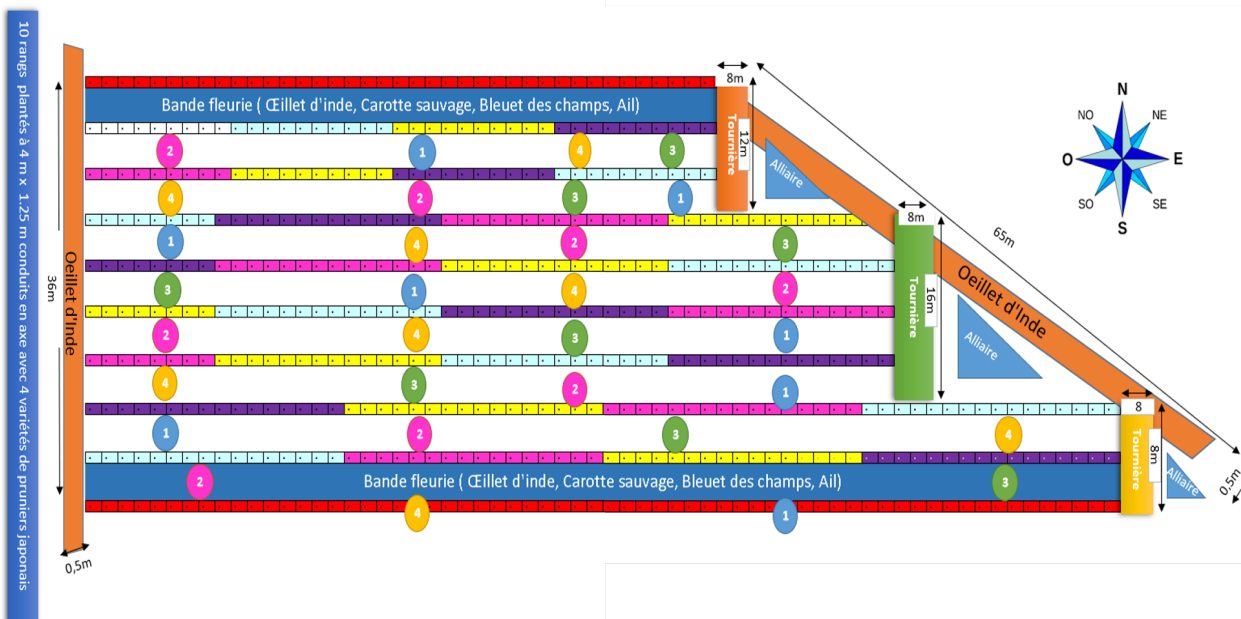 10 rangs plantés à 4 m x 1.25 m conduits en axe avec 4 variétés de pruniers japonais
36m
Oeillet d'Inde
0,5m
8m
Bande fleurie ( Œillet d'inde, Carotte sauvage, Bleuet des champs, Ail)
Tournière
12m
Alliaire
65m
N
NO
NE
O
E
SO
SE
S
2
1
4
3
4
2
3
1
8m
1
4
2
3
Oeillet d'Inde
3
1
4
2
Tournière
16m
Alliaire
2
4
3
1
4
3
2
1
8
1
2
3
4
Tournière
8m
Alliaire
0.5m
2
Bande fleurie ( Œillet d'inde, Carotte sauvage, Bleuet des champs, Ail)
3
4
1